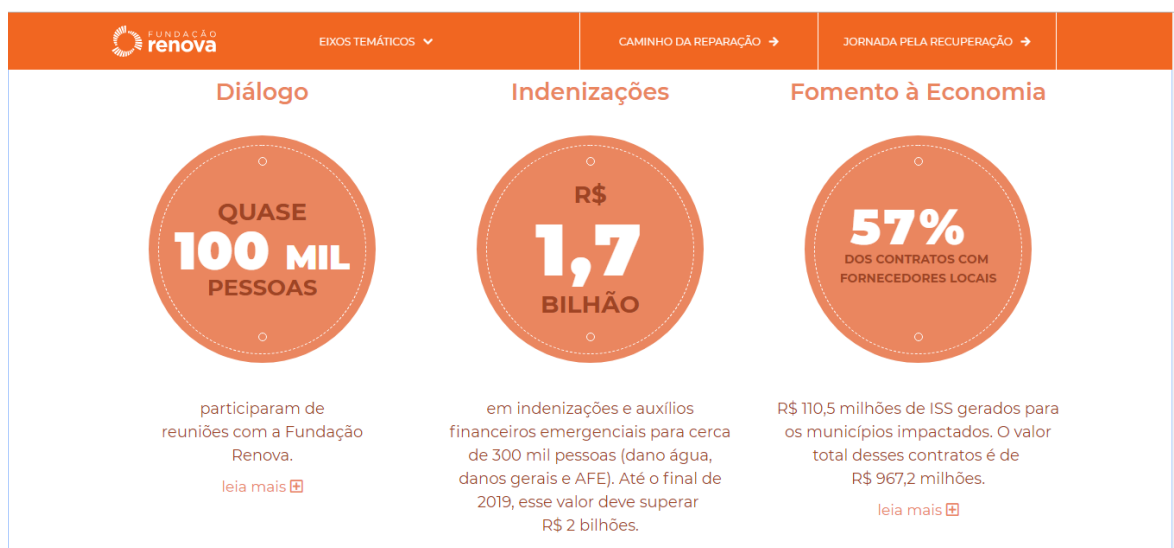 FUNDAÇÃO
renova
EIXOS TEMÁTICOS
CAMINHO DA REPARAÇÃO →
JORNADA PELA RECUPERAÇÃO →
Diálogo
QUASE
100 MIL
PESSOAS
participaram de
reuniões com a Fundação
Renova.
leia mais
Indenizações
R$
1,7
BILHÃO
em indenizações e auxílios
financeiros emergenciais para cerca
de 300 mil pessoas (dano água,
danos gerais e AFE). Até o final de
2019, esse valor deve superar
R$ 2 bilhões.
Fomento à Economia
57%
DOS CONTRATOS COM
FORNECEDORES LOCAIS
R$ 110,5 milhões de ISS gerados para
os municípios impactados. O valor
total desses contratos é de
R$ 967,2 milhões.
leia mais